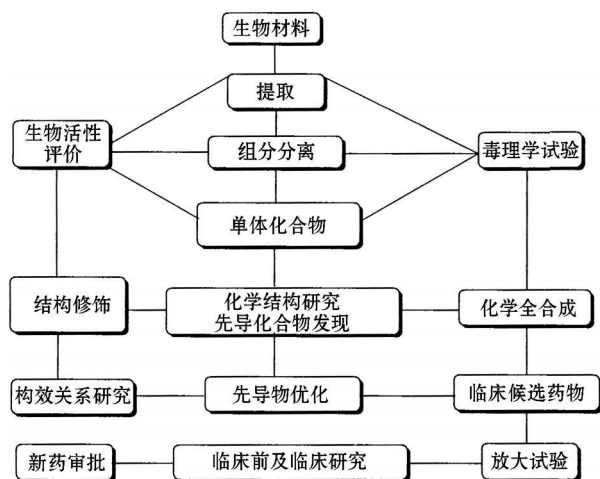 生物材料
提取
生物活性
评价
组分分离
毒理学试验
单体化合物
结构修饰
化学结构研究
先导化合物发现
化学全合成
构效关系研究
先导物优化
临床候选药物
新药审批
临床前及临床研究
放大试验